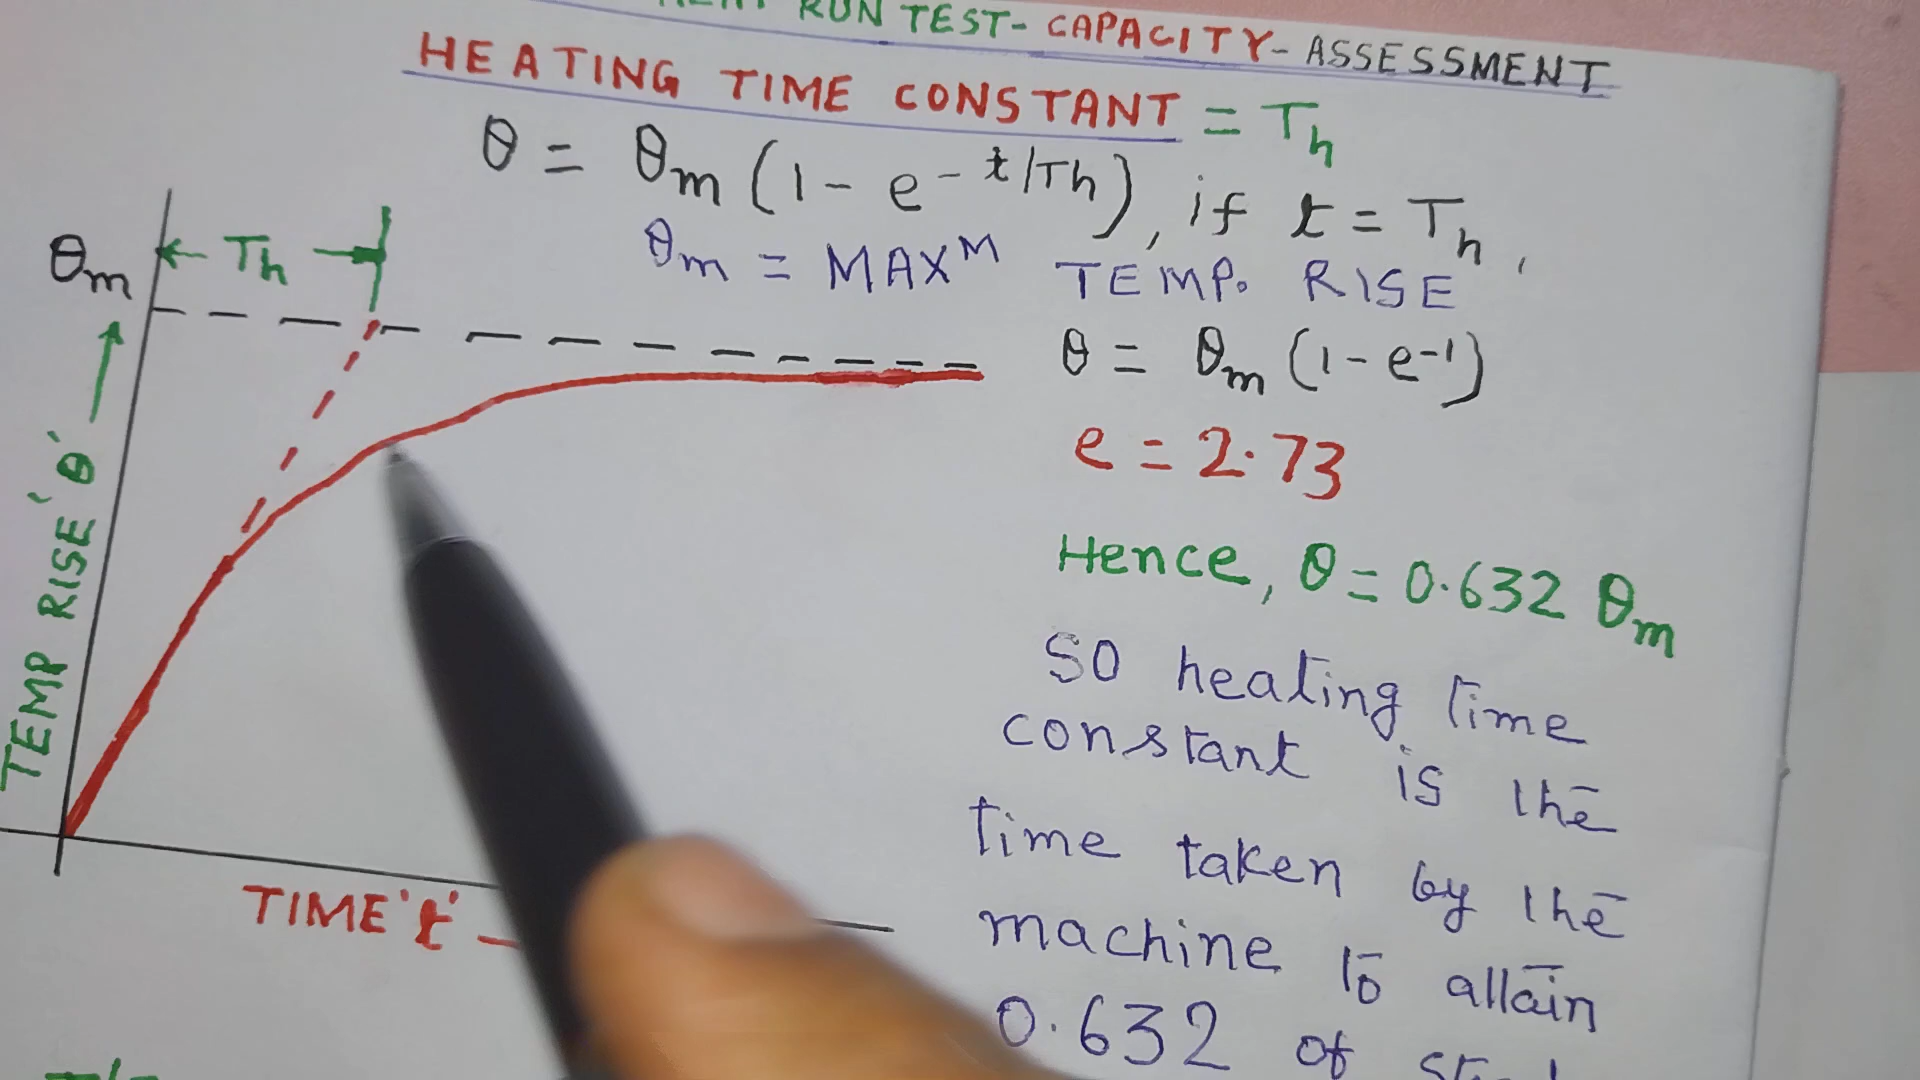 RUN TEST- CAPACITY- ASSESSMENT
HEATING TIME CONSTANT = Th
θ = θm (1 - e^-t/Th), if t = Th,
θm = MAX^M TEMP. RISE
θm
Th
θ = θm (1 - e^-1)
e = 2.73
Hence, θ = 0.632 θm
TEMP RISE 'θ'
TIME 't'
SO heating time
constant is the
time taken by the
machine to attain
0.632 of